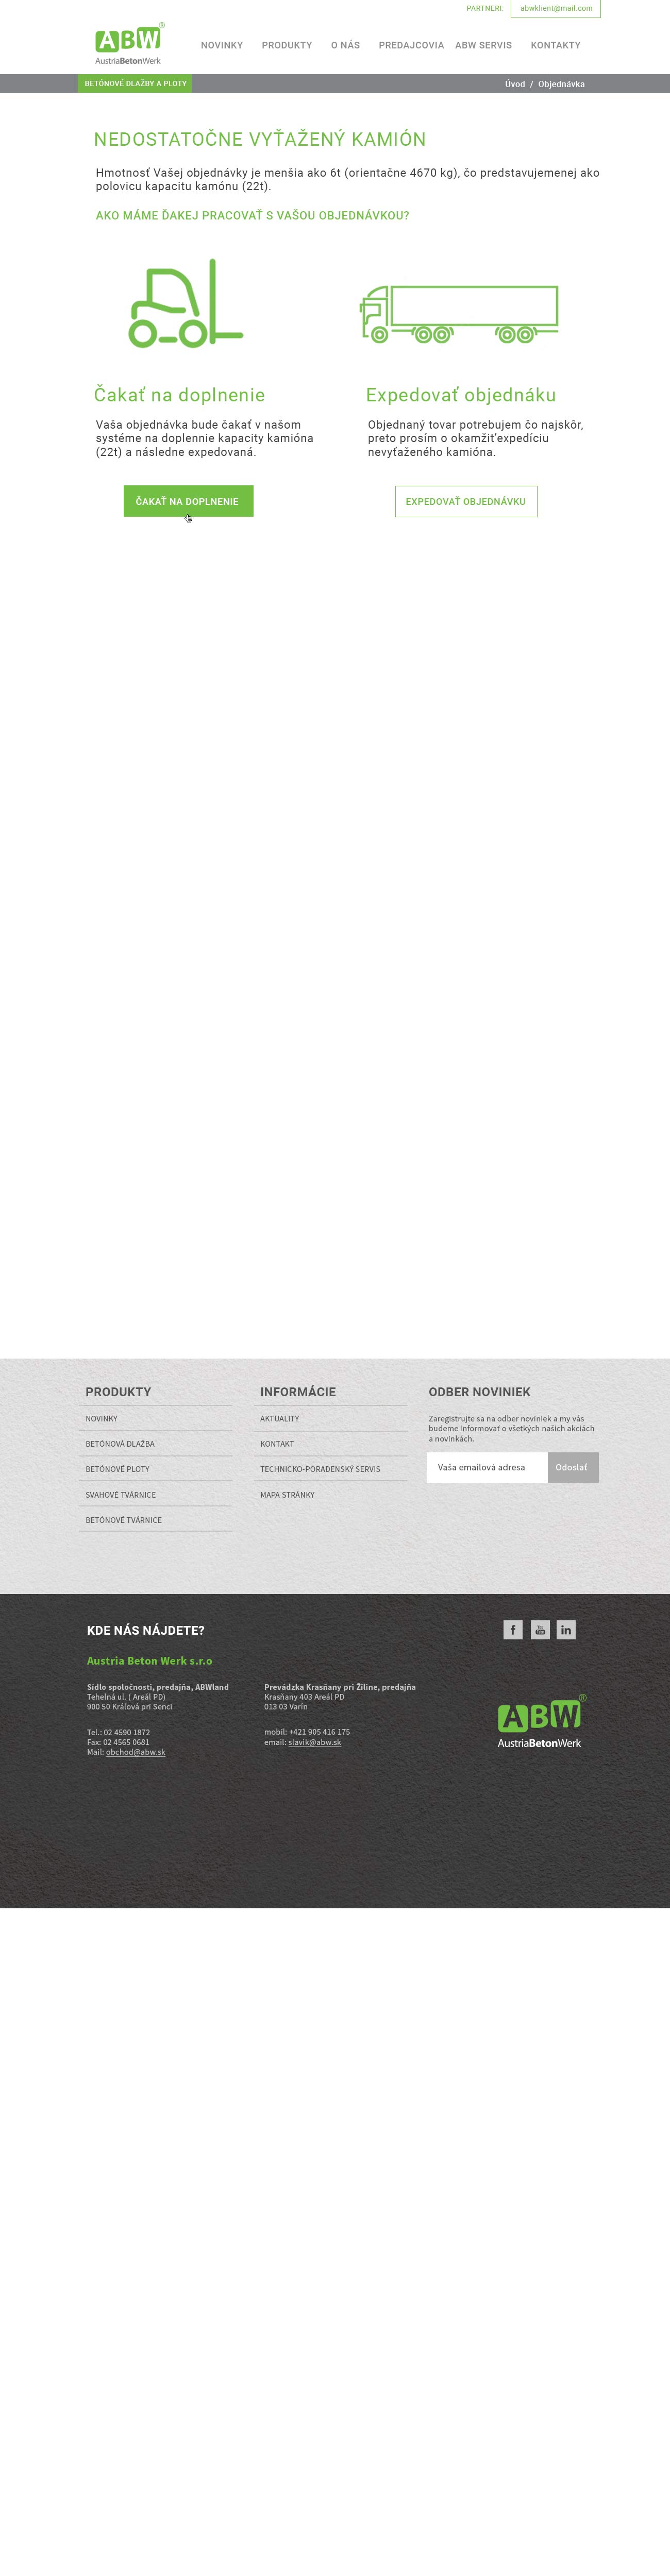 PARTNERI: abwklient@mail.com
ABW®
AustriaBetonWerk
NOVINKY PRODUKTY O NÁS PREDAJCOVIA ABW SERVIS KONTAKTY
BETÓNOVÉ DLAŽBY A PLOTY
Úvod / Objednávka
NEDOSTATOČNE VYŤAŽENÝ KAMIÓN
Hmotnosť Vašej objednávky je menšia ako 6t (orientačne 4670 kg), čo predstavujemenej ako
polovicu kapacitu kamónu (22t).
AKO MÁME ĎAKEJ PRACOVAŤ S VAŠOU OBJEDNÁVKOU?
Čakať na doplnenie
Vaša objednávka bude čakať v našom
systéme na doplnenie kapacity kamióna
(22t) a následne expedovaná.
ČAKAŤ NA DOPLNENIE
Expedovať objednáku
Objednaný tovar potrebujem čo najskôr,
preto prosím o okamžit'expedíciu
nevyťaženého kamióna.
EXPEDOVAŤ OBJEDNÁVKU
PRODUKTY
NOVINKY
BETÓNOVÁ DLAŽBA
BETÓNOVÉ PLOTY
SVAHOVÉ TVÁRNICE
BETÓNOVÉ TVÁRNICE
INFORMÁCIE
AKTUALITY
KONTAKT
TECHNICKO-PORADENSKÝ SERVIS
MAPA STRÁNKY
ODBER NOVINIEK
Zaregistrujte sa na odber noviniek a my vás
budeme informovať o všetkých našich akciách
a novinkách.
Vaša emailová adresa Odoslať
KDE NÁS NÁJDETE?
Austria Beton Werk s.r.o
Sídlo spoločnosti, predajňa, ABWland
Tehelná ul. ( Areál PD)
900 50 Kráľová pri Senci
Tel.: 02 4590 1872
Fax: 02 4565 0681
Mail: obchod@abw.sk
Prevádzka Krasňany pri Žiline, predajňa
Krasňany 403 Areál PD
013 03 Varín
mobil: +421 905 416 175
email: slavik@abw.sk
f You Tube in
ABW®
AustriaBetonWerk